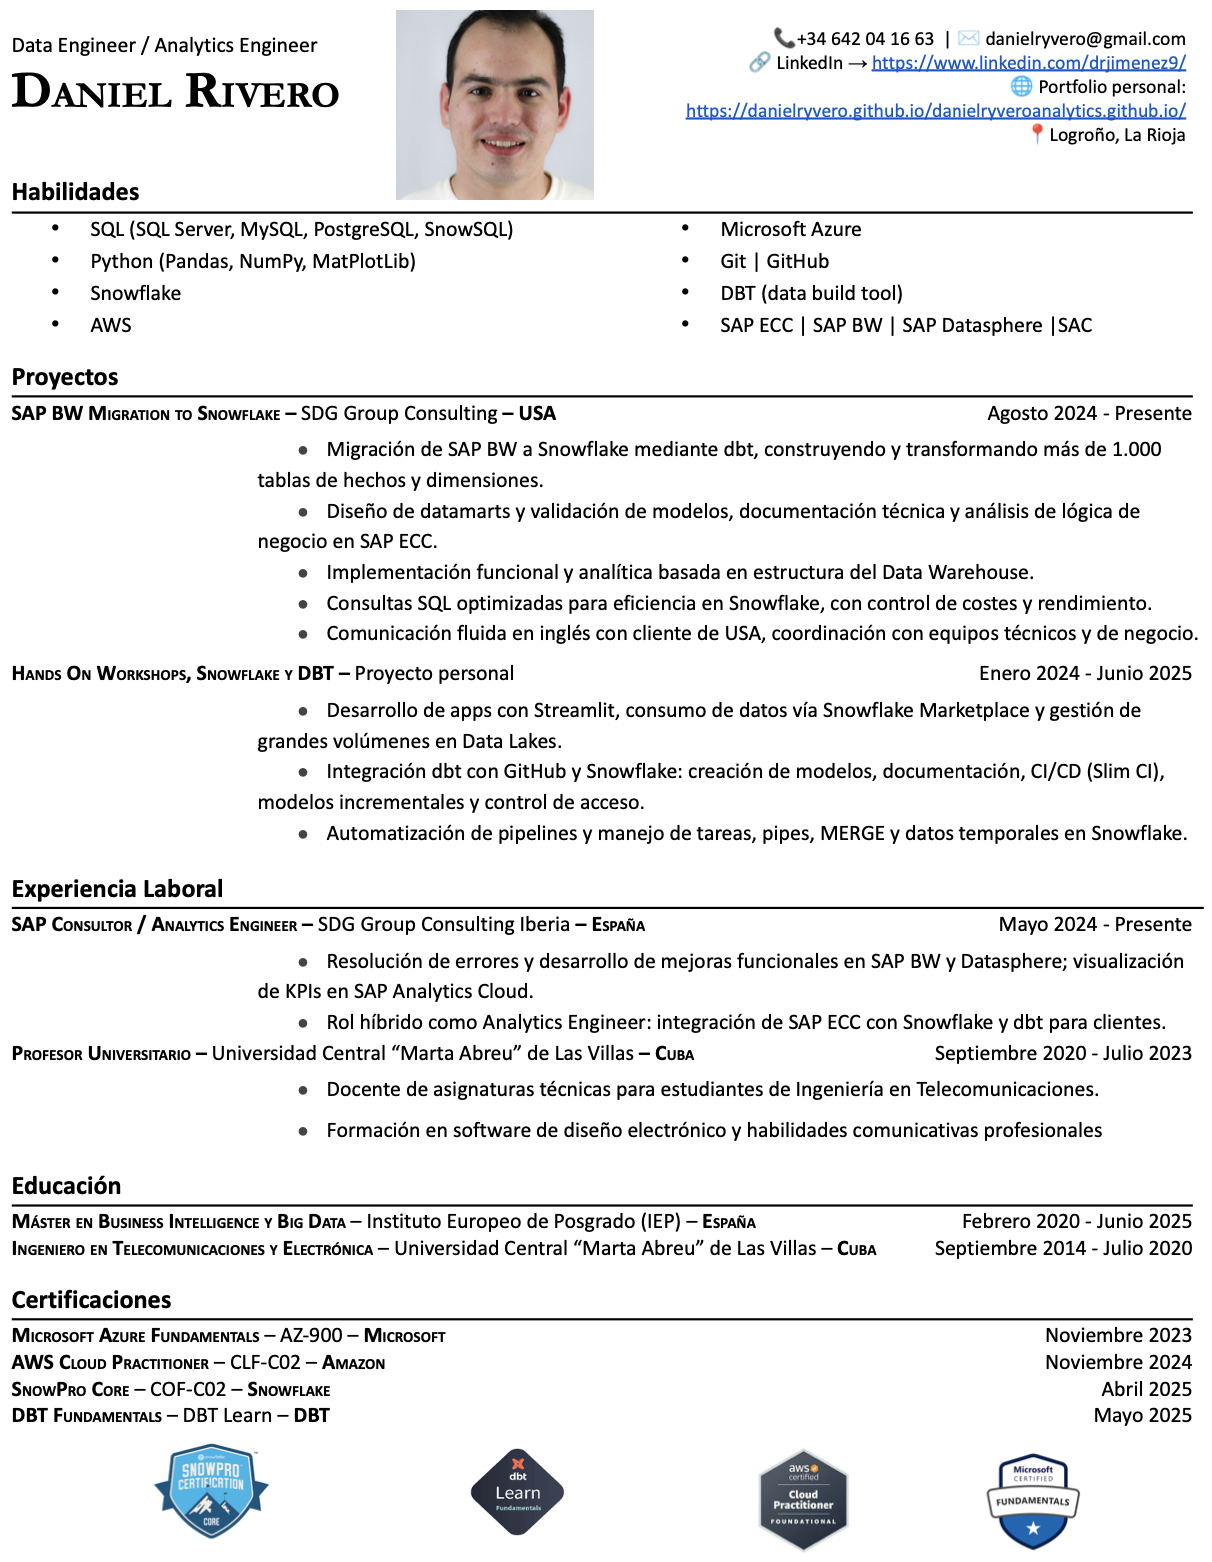 Data Engineer / Analytics Engineer
DANIEL RIVERO
📞+34 642 04 16 63 | ✉️ danielryvero@gmail.com
🔗 LinkedIn → https://www.linkedin.com/drjimenez9/
🌐 Portfolio personal:
https://danielryvero.github.io/danielryveroanalytics.github.io/
📍Logroño, La Rioja
Habilidades
• SQL (SQL Server, MySQL, PostgreSQL, SnowSQL)
• Python (Pandas, NumPy, MatPlotLib)
• Snowflake
• AWS
• Microsoft Azure
• Git | GitHub
• DBT (data build tool)
• SAP ECC | SAP BW | SAP Datasphere |SAC
Proyectos
SAP BW MIGRATION TO SNOWFLAKE – SDG Group Consulting – USA Agosto 2024 - Presente
● Migración de SAP BW a Snowflake mediante dbt, construyendo y transformando más de 1.000
tablas de hechos y dimensiones.
● Diseño de datamarts y validación de modelos, documentación técnica y análisis de lógica de
negocio en SAP ECC.
● Implementación funcional y analítica basada en estructura del Data Warehouse.
● Consultas SQL optimizadas para eficiencia en Snowflake, con control de costes y rendimiento.
● Comunicación fluida en inglés con cliente de USA, coordinación con equipos técnicos y de negocio.
HANDS ON WORKSHOPS, SNOWFLAKE Y DBT – Proyecto personal Enero 2024 - Junio 2025
● Desarrollo de apps con Streamlit, consumo de datos vía Snowflake Marketplace y gestión de
grandes volúmenes en Data Lakes.
● Integración dbt con GitHub y Snowflake: creación de modelos, documentación, CI/CD (Slim CI),
modelos incrementales y control de acceso.
● Automatización de pipelines y manejo de tareas, pipes, MERGE y datos temporales en Snowflake.
Experiencia Laboral
SAP CONSULTOR / ANALYTICS ENGINEER – SDG Group Consulting Iberia – ESPAÑA Mayo 2024 - Presente
● Resolución de errores y desarrollo de mejoras funcionales en SAP BW y Datasphere; visualización
de KPIs en SAP Analytics Cloud.
● Rol híbrido como Analytics Engineer: integración de SAP ECC con Snowflake y dbt para clientes.
PROFESOR UNIVERSITARIO – Universidad Central “Marta Abreu” de Las Villas – CUBA Septiembre 2020 - Julio 2023
● Docente de asignaturas técnicas para estudiantes de Ingeniería en Telecomunicaciones.
● Formación en software de diseño electrónico y habilidades comunicativas profesionales
Educación
MÁSTER EN BUSINESS INTELLIGENCE Y BIG DATA – Instituto Europeo de Posgrado (IEP) – ESPAÑA Febrero 2020 - Junio 2025
INGENIERO EN TELECOMUNICACIONES Y ELECTRÓNICA – Universidad Central “Marta Abreu” de Las Villas – CUBA Septiembre 2014 - Julio 2020
Certificaciones
MICROSOFT AZURE FUNDAMENTALS – AZ-900 – MICROSOFT Noviembre 2023
AWS CLOUD PRACTITIONER – CLF-C02 – AMAZON Noviembre 2024
SNOWPRO CORE – COF-C02 – SNOWFLAKE Abril 2025
DBT FUNDAMENTALS – DBT Learn – DBT Mayo 2025
SNOWPRO
CERTIFICATION
CORE
dbt
Learn
Fundamentals
aws
certified
Cloud
Practitioner
FOUNDATIONAL
Microsoft
CERTIFIED
FUNDAMENTALS